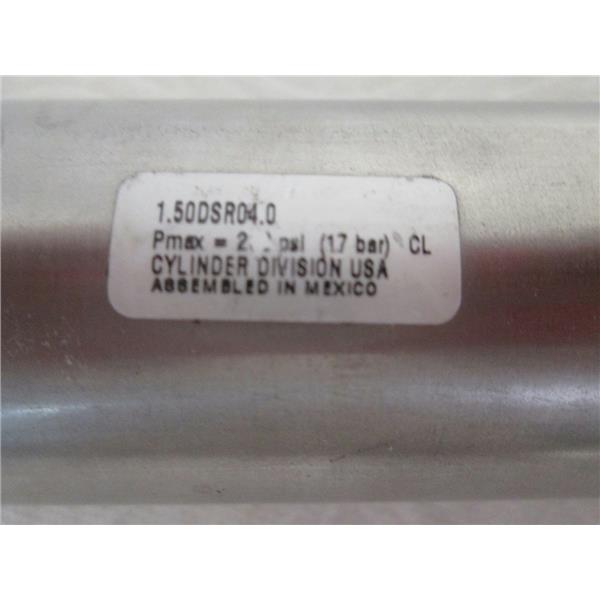 1.50DSR04.0
Pmax = psi (17 bar) CL
CYLINDER DIVISION USA
ASSEMBLED IN MEXICO